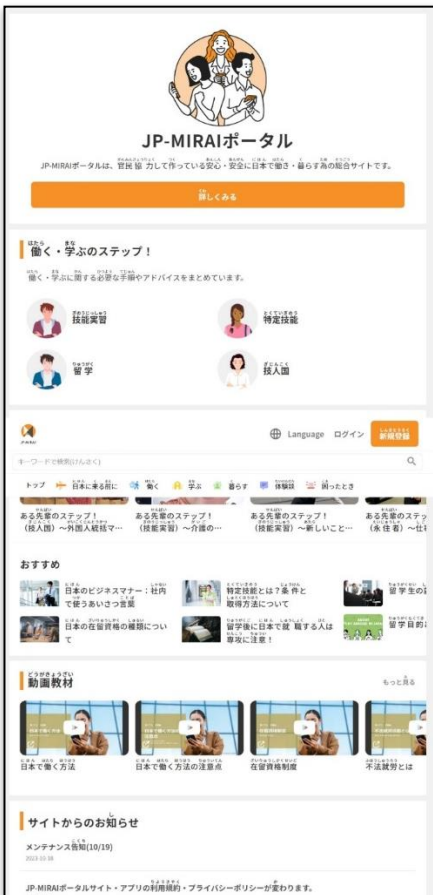 JP-MIRAIポータル
JP-MIRAIポータルは、官民協力して作っている安心・安全に日本で働き・暮らす為の総合サイトです。
詳しくみる
働く・学ぶのステップ！
働く・学ぶに関する必要な手順やアドバイスをまとめています。
技能実習
特定技能
留学
技人国
JP-MIRAI
Language ログイン 新規登録
キーワードで検索(けんさく)
トップ 日本に来る前に 働く 学ぶ 暮らす 体験談 困ったとき
ある先輩のステップ！
（技人国）～外国人統括マ…
ある先輩のステップ！
（技能実習）～介護の…
ある先輩のステップ！
（技能実習）～新しいこと…
ある先輩のステップ
（永住者）～仕
おすすめ
日本のビジネスマナー：社内
で使うあいさつ言葉
特定技能とは？条件と
取得方法について
留学生の
日本の在留資格の種類につい
て
留学後に日本で就職する人は
専攻に注意！
留学目的
動画教材
もっと見る
日本で働く方法
日本で働く方法の注意点
在留資格制度
不法就労とは
サイトからのお知らせ
メンテナンス告知(10/19)
JP-MIRAIポータルサイト・アプリの利用規約・プライバシーポリシーが変わります。